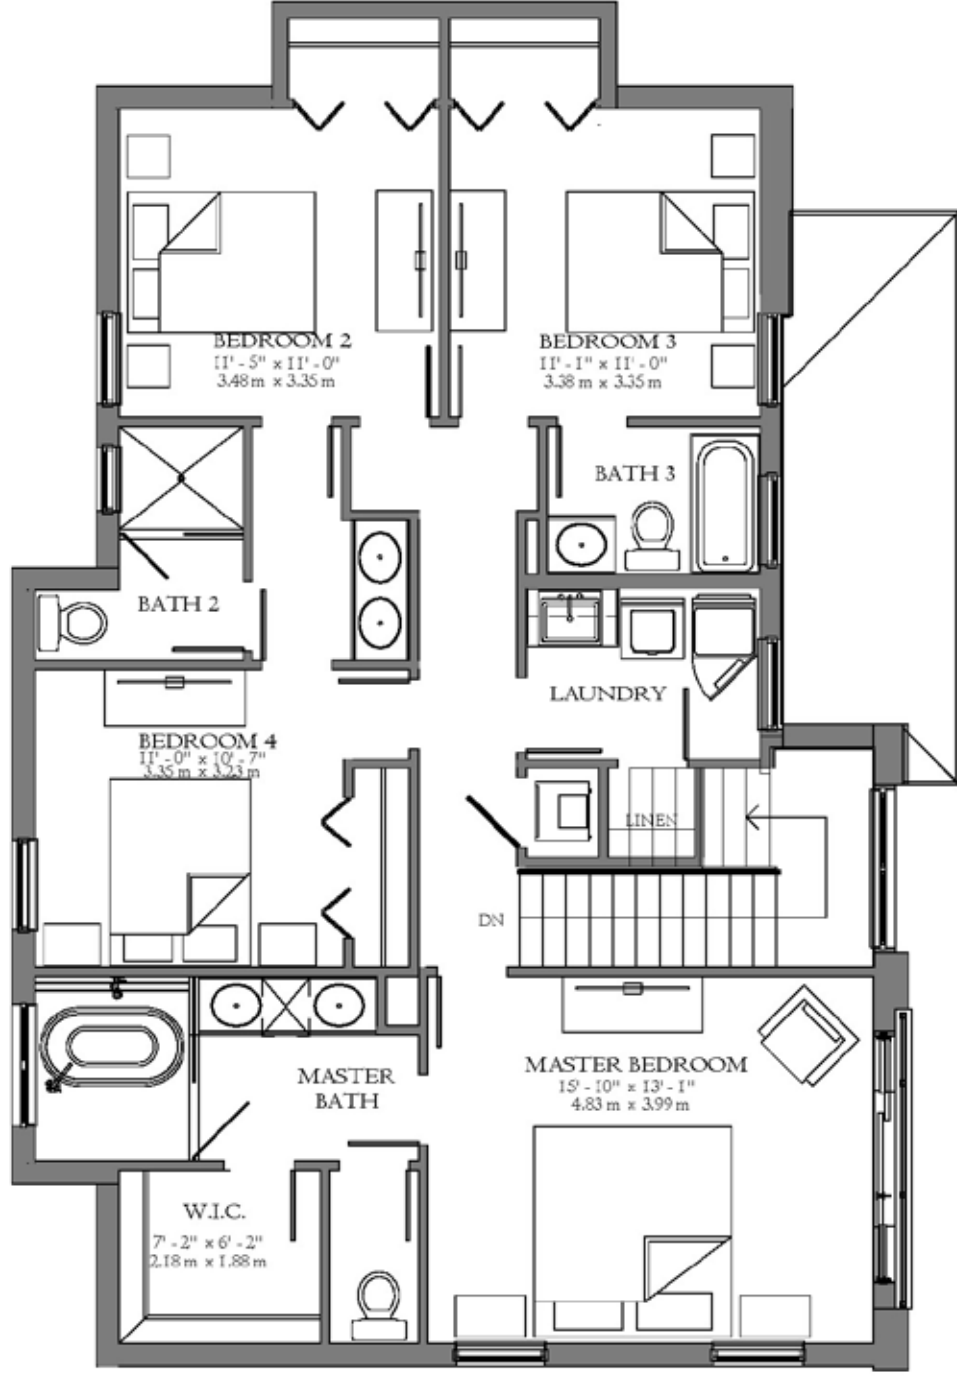 BEDROOM 2
11' - 5" x 11' - 0"
3.48 m x 3.35 m
BEDROOM 3
11' - 1" x 11' - 0"
3.38 m x 3.35 m
BATH 3
BATH 2
LAUNDRY
BEDROOM 4
11' - 0" x 10' - 7"
3.35 m x 3.23 m
LINEN
DN
MASTER BEDROOM
15' - 10" x 13' - 1"
4.83 m x 3.99 m
MASTER
BATH
W.I.C.
7' - 2" x 6' - 2"
2.18 m x 1.88 m